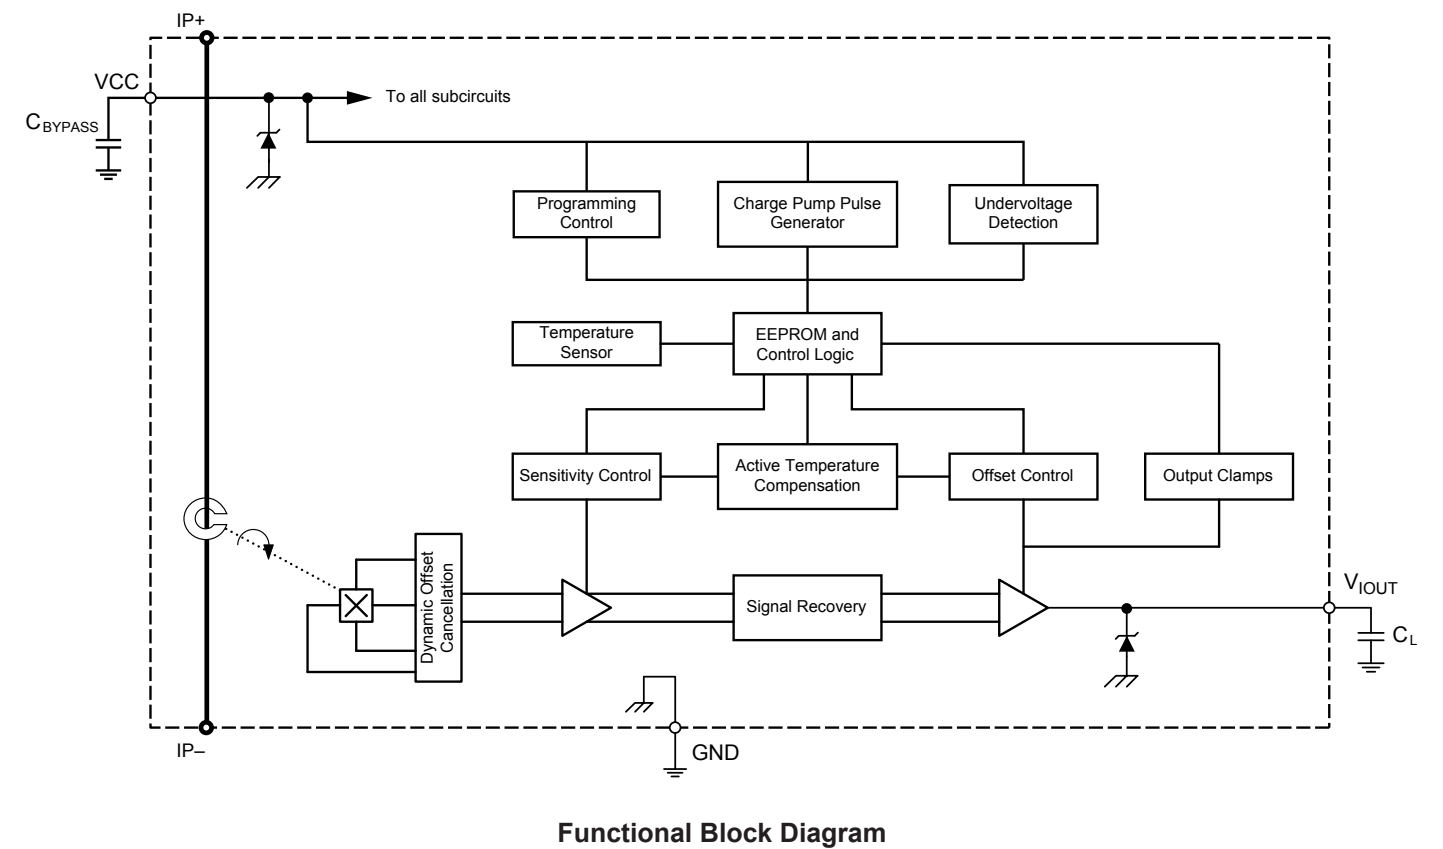 IP+
VCC
To all subcircuits
CBYPASS
Programming
Control
Charge Pump Pulse
Generator
Undervoltage
Detection
Temperature
Sensor
EEPROM and
Control Logic
Sensitivity Control
Active Temperature
Compensation
Offset Control
Output Clamps
Dynamic Offset
Cancellation
Signal Recovery
VIOUT
CL
IP–
GND
Functional Block Diagram